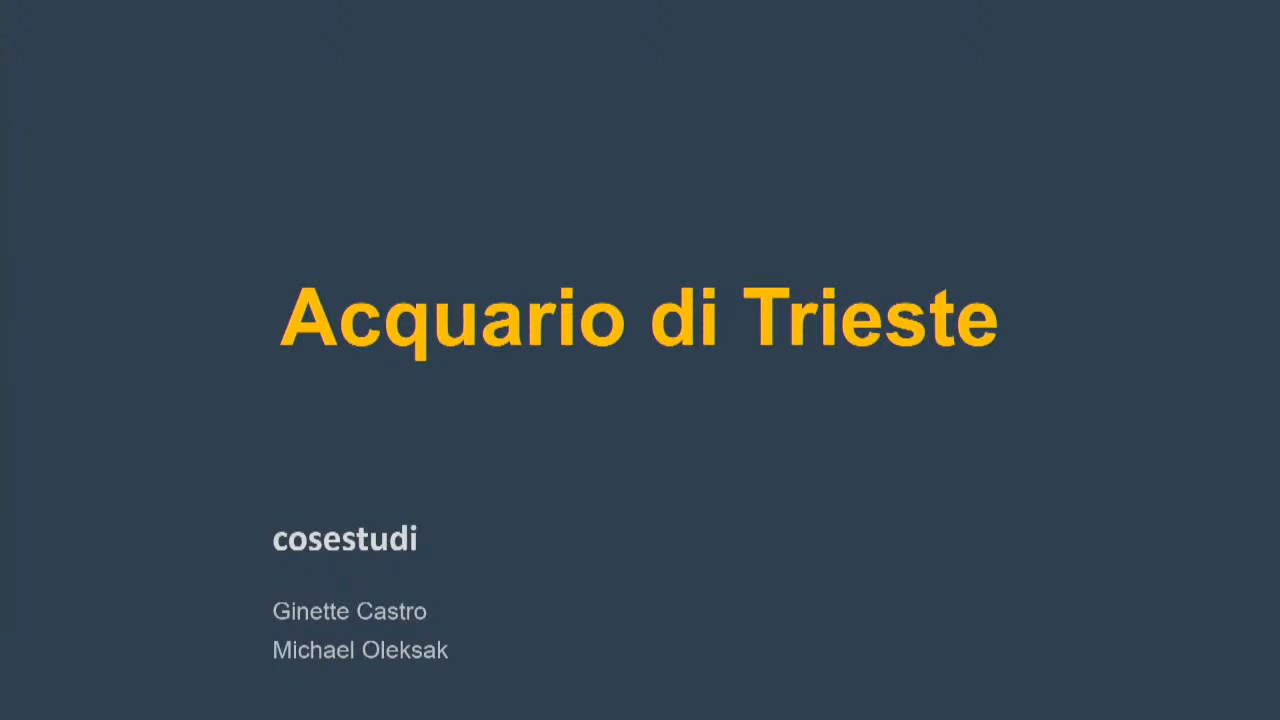 Acquario di Trieste
cosestudi
Ginette Castro
Michael Oleksak